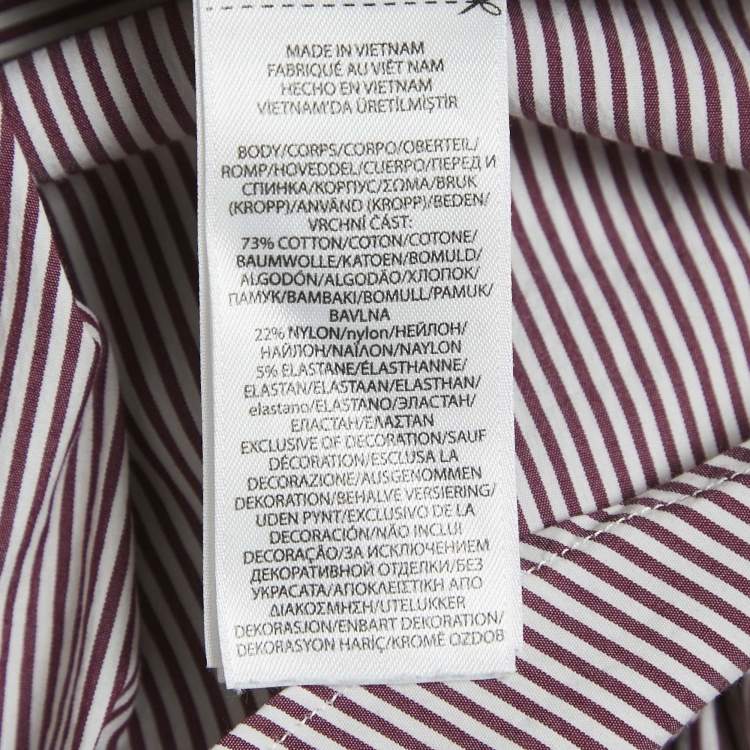 MADE IN VIETNAM
FABRIQUÉ AU VIÊT NAM
HECHO EN VIETNAM
VIETNAM'DA ÜRETİLMİŞTİR
BODY/CORPS/CORPO/OBERTEIL/
ROMP/HOVEDDEL/CUERPO/ПЕРЕД И
СПИНКА/КОРПУС/ΣΩΜΑ/BRUK
(KROPP)/ANVÄND (KROPP)/BEDEN/
VRCHNÍ ČÁST:
73% COTTON/COTON/COTONE/
BAUMWOLLE/KATOEN/BOMULD/
ALGODÓN/ALGODÃO/ХЛОПОК/
ПАМУК/ΒΑΜΒΑΚΙ/BOMULL/PAMUK/
BAVLNA
22% NYLON/nylon/НЕЙЛОН/
НАЙЛОН/ΝΑΪΛΟΝ/NAYLON
5% ELASTANE/ÉLASTHANNE/
ELASTAN/ELASTAAN/ELASTHAN/
elastano/ELASTANO/ЭЛАСТАН/
ЕЛАСТАН/ΕΛΑΣΤΑΝ
EXCLUSIVE OF DECORATION/SAUF
DÉCORATION/ESCLUSA LA
DECORAZIONE/AUSGENOMMEN
DEKORATION/BEHALVE VERSIERING/
UDEN PYNT/EXCLUSIVO DE LA
DECORACIÓN/NÃO INCLUI
DECORAÇÃO/ЗА ИСКЛЮЧЕНИЕМ
ДЕКОРАТИВНОЙ ОТДЕЛКИ/БЕЗ
УКРАСАТА/ΑΠΟΚΛΕΙΣΤΙΚΗ ΑΠΟ
ΔΙΑΚΟΣΜΗΣΗ/UTELUKKER
DEKORASJON/ENBART DEKORATION/
DEKORASYON HARİÇ/KROMĚ OZDOB